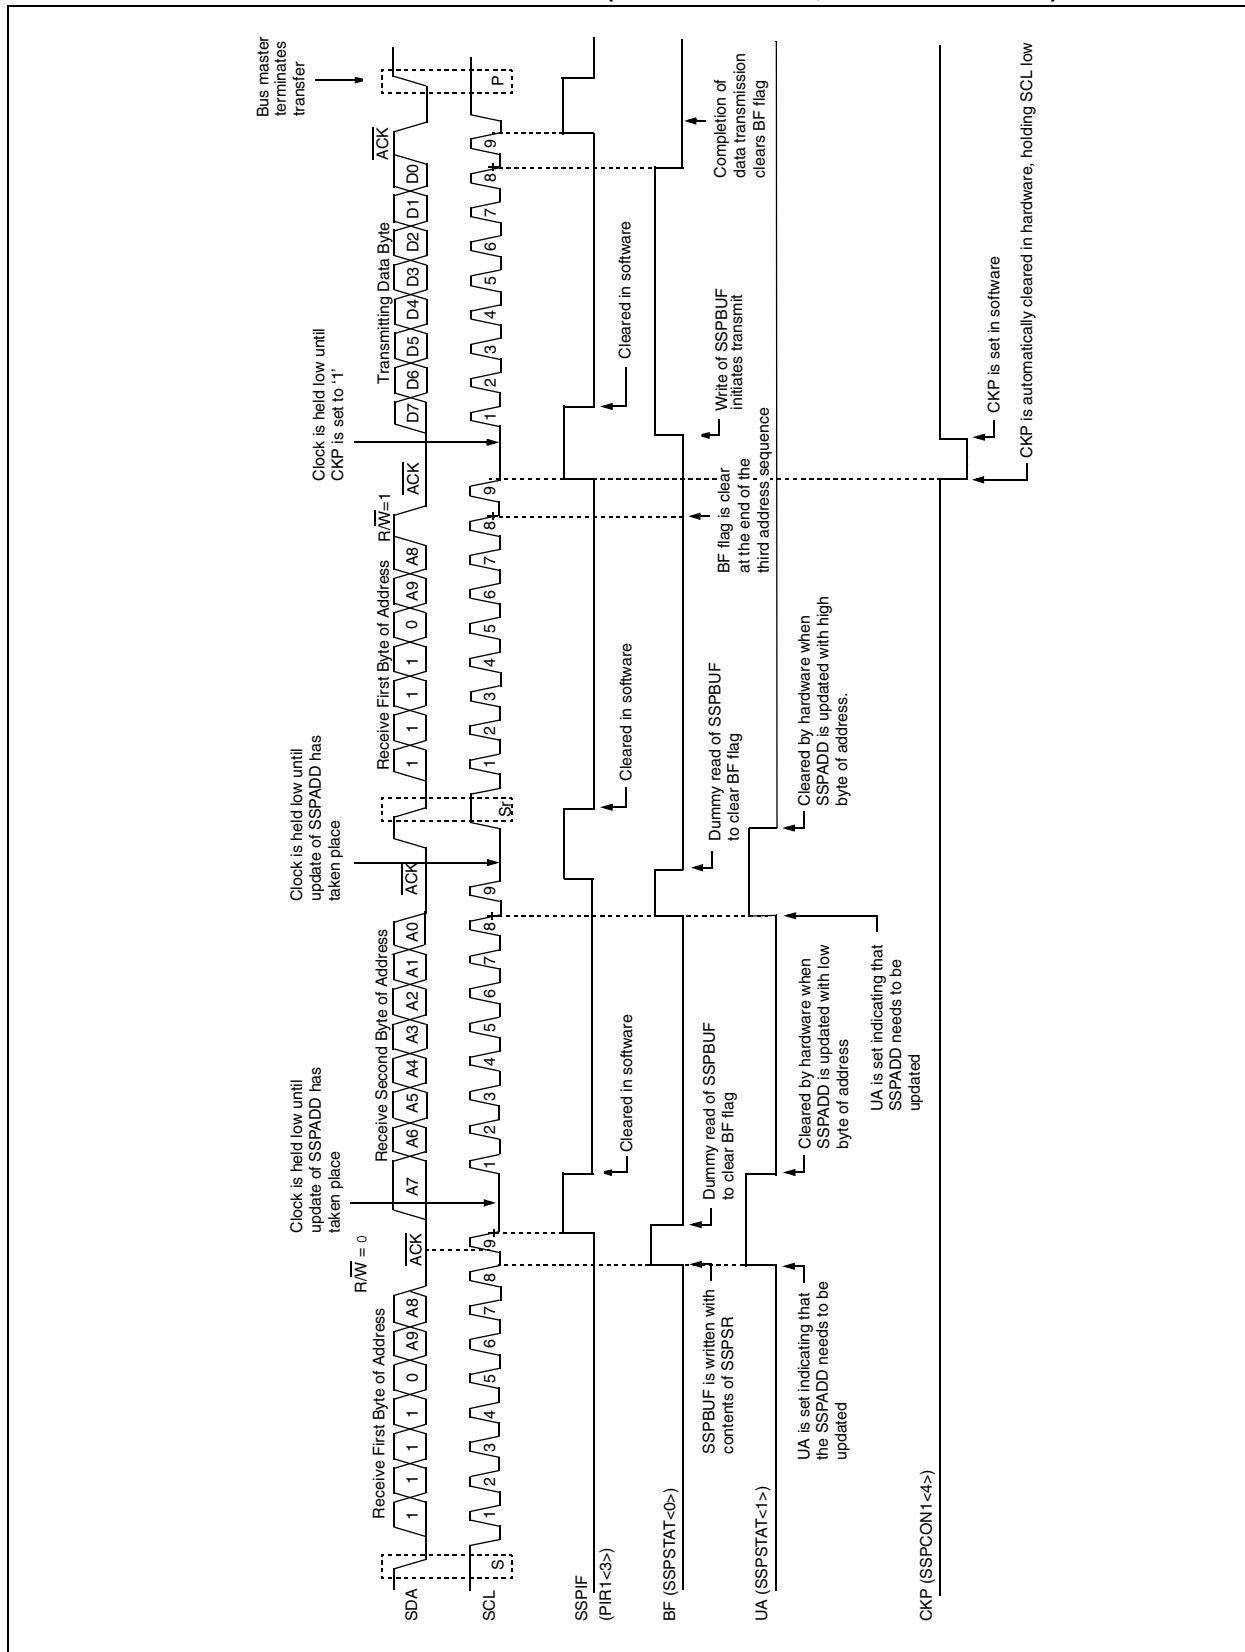 Bus master
terminates
transfer
Clock is held low until
update of SSPADD has
taken place
Clock is held low until
update of SSPADD has
taken place
Clock is held low until
CKP is set to ‘1’
R/W = 0
Receive First Byte of Address
Receive Second Byte of Address
Receive First Byte of Address
R/W=1
Transmitting Data Byte
SDA
1 1 1 1 0 A9 A8
ACK
A7 A6 A5 A4 A3 A2 A1 A0
ACK
1 1 1 1 0 A9 A8
ACK
D7 D6 D5 D4 D3 D2 D1 D0
ACK
SCL
S
1 2 3 4 5 6 7 8 9
1 2 3 4 5 6 7 8 9
Sr
1 2 3 4 5 6 7 8 9
1 2 3 4 5 6 7 8 9
P
SSPIF
(PIR1<3>)
Cleared in software
Cleared in software
Cleared in software
BF (SSPSTAT<0>)
SSPBUF is written with
contents of SSPSR
Dummy read of SSPBUF
to clear BF flag
Dummy read of SSPBUF
to clear BF flag
BF flag is clear
at the end of the
third address sequence
Write of SSPBUF
initiates transmit
Completion of
data transmission
clears BF flag
UA (SSPSTAT<1>)
UA is set indicating that
the SSPADD needs to be
updated
Cleared by hardware when
SSPADD is updated with low
byte of address
UA is set indicating that
SSPADD needs to be
updated
Cleared by hardware when
SSPADD is updated with high
byte of address.
CKP (SSPCON1<4>)
CKP is set in software
CKP is automatically cleared in hardware, holding SCL low